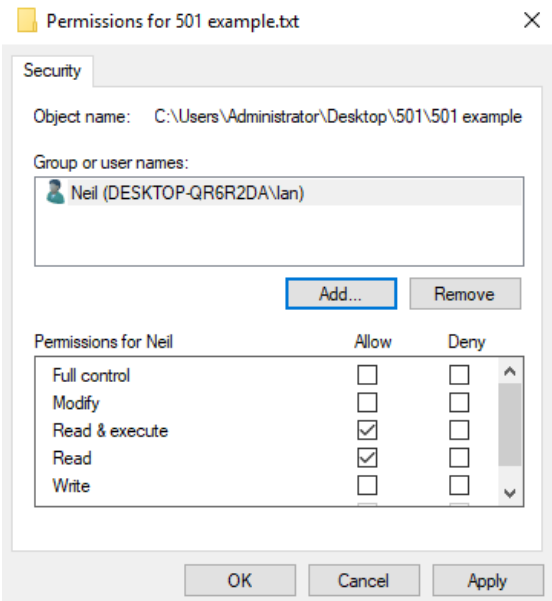 Permissions for 501 example.txt
Security
Object name: C:\Users\Administrator\Desktop\501\501 example
Group or user names:
Neil (DESKTOP-QR6R2DA\Ian)
Add... Remove
Permissions for Neil Allow Deny
Full control
Modify
Read & execute
Read
Write
OK Cancel Apply